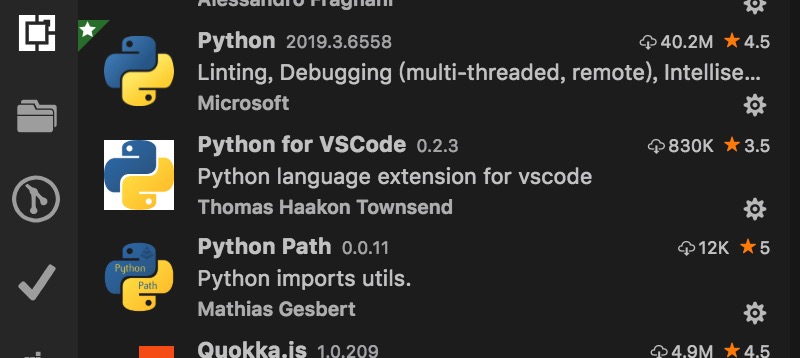 Alessandro Fragnani
Python 2019.3.6558 40.2M 4.5
Linting, Debugging (multi-threaded, remote), Intellise...
Microsoft
Python for VSCode 0.2.3 830K 3.5
Python language extension for vscode
Thomas Haakon Townsend
Python Path 0.0.11 12K 5
Python
Path
Python imports utils.
Mathias Gesbert
Quokka.js 1.0.209 4.9M 4.5